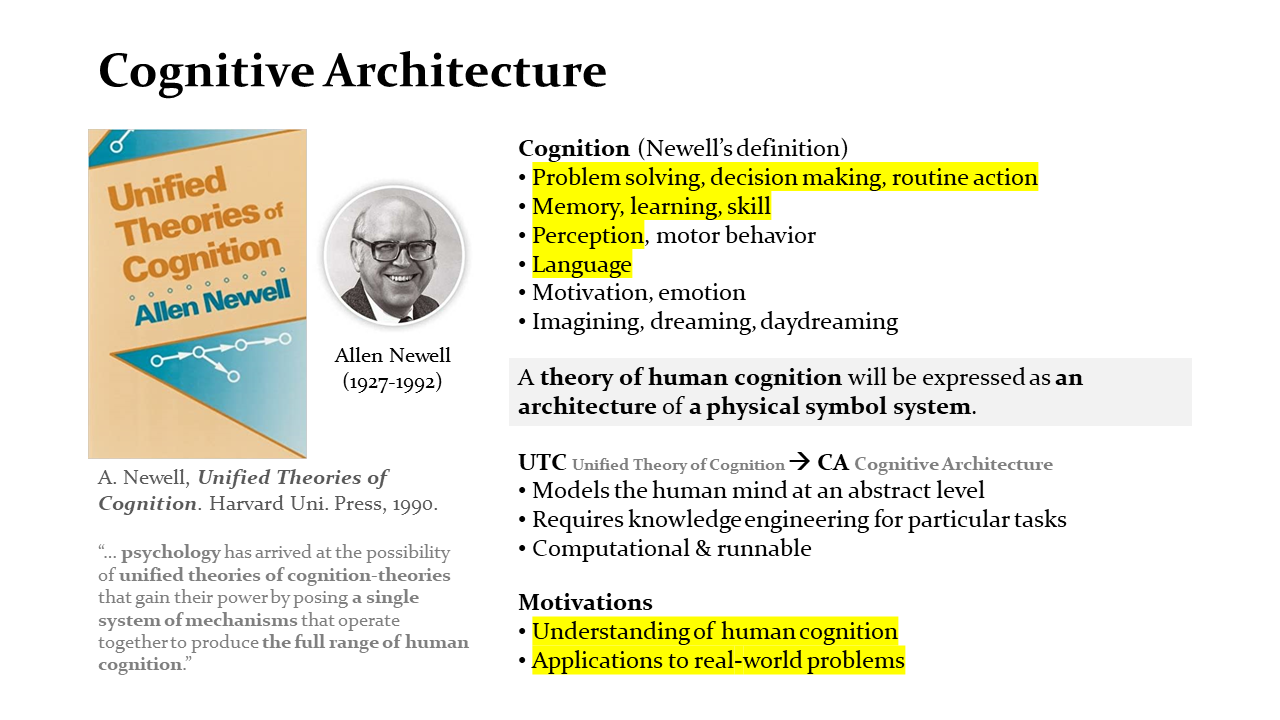 Cognitive Architecture
Unified
Theories of
Cognition
Allen Newell
Allen Newell
(1927-1992)
A. Newell, Unified Theories of
Cognition. Harvard Uni. Press, 1990.
“... psychology has arrived at the possibility
of unified theories of cognition-theories
that gain their power by posing a single
system of mechanisms that operate
together to produce the full range of human
cognition.”
Cognition (Newell’s definition)
• Problem solving, decision making, routine action
• Memory, learning, skill
• Perception, motor behavior
• Language
• Motivation, emotion
• Imagining, dreaming, daydreaming
A theory of human cognition will be expressed as an
architecture of a physical symbol system.
UTC Unified Theory of Cognition → CA Cognitive Architecture
• Models the human mind at an abstract level
• Requires knowledge engineering for particular tasks
• Computational & runnable
Motivations
• Understanding of human cognition
• Applications to real-world problems